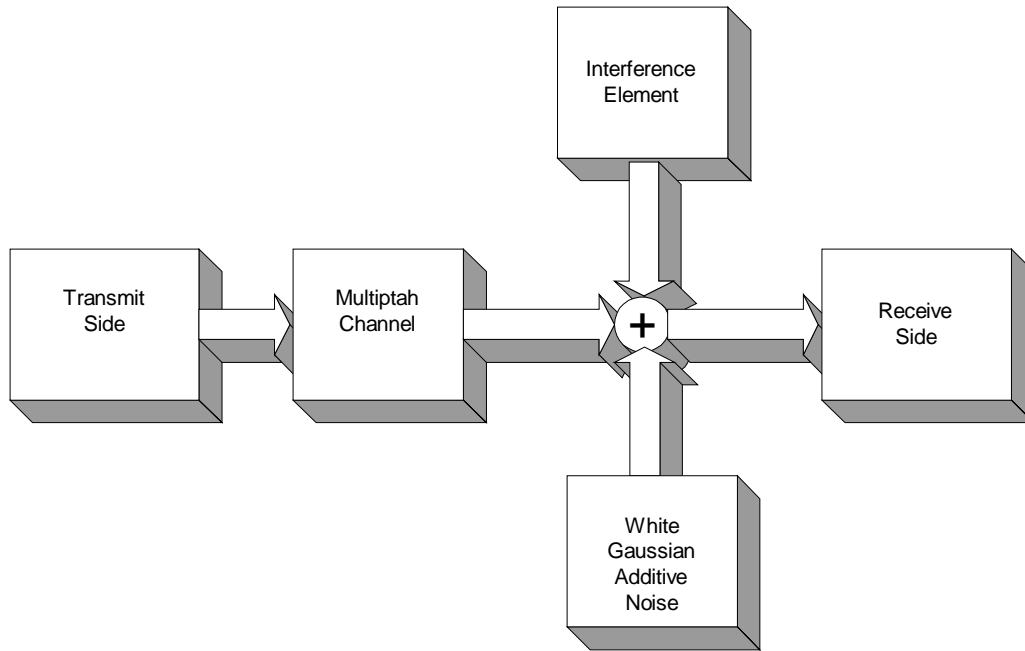 Interference
Element
Transmit
Side
Multiptah
Channel
+
Receive
Side
White
Gaussian
Additive
Noise